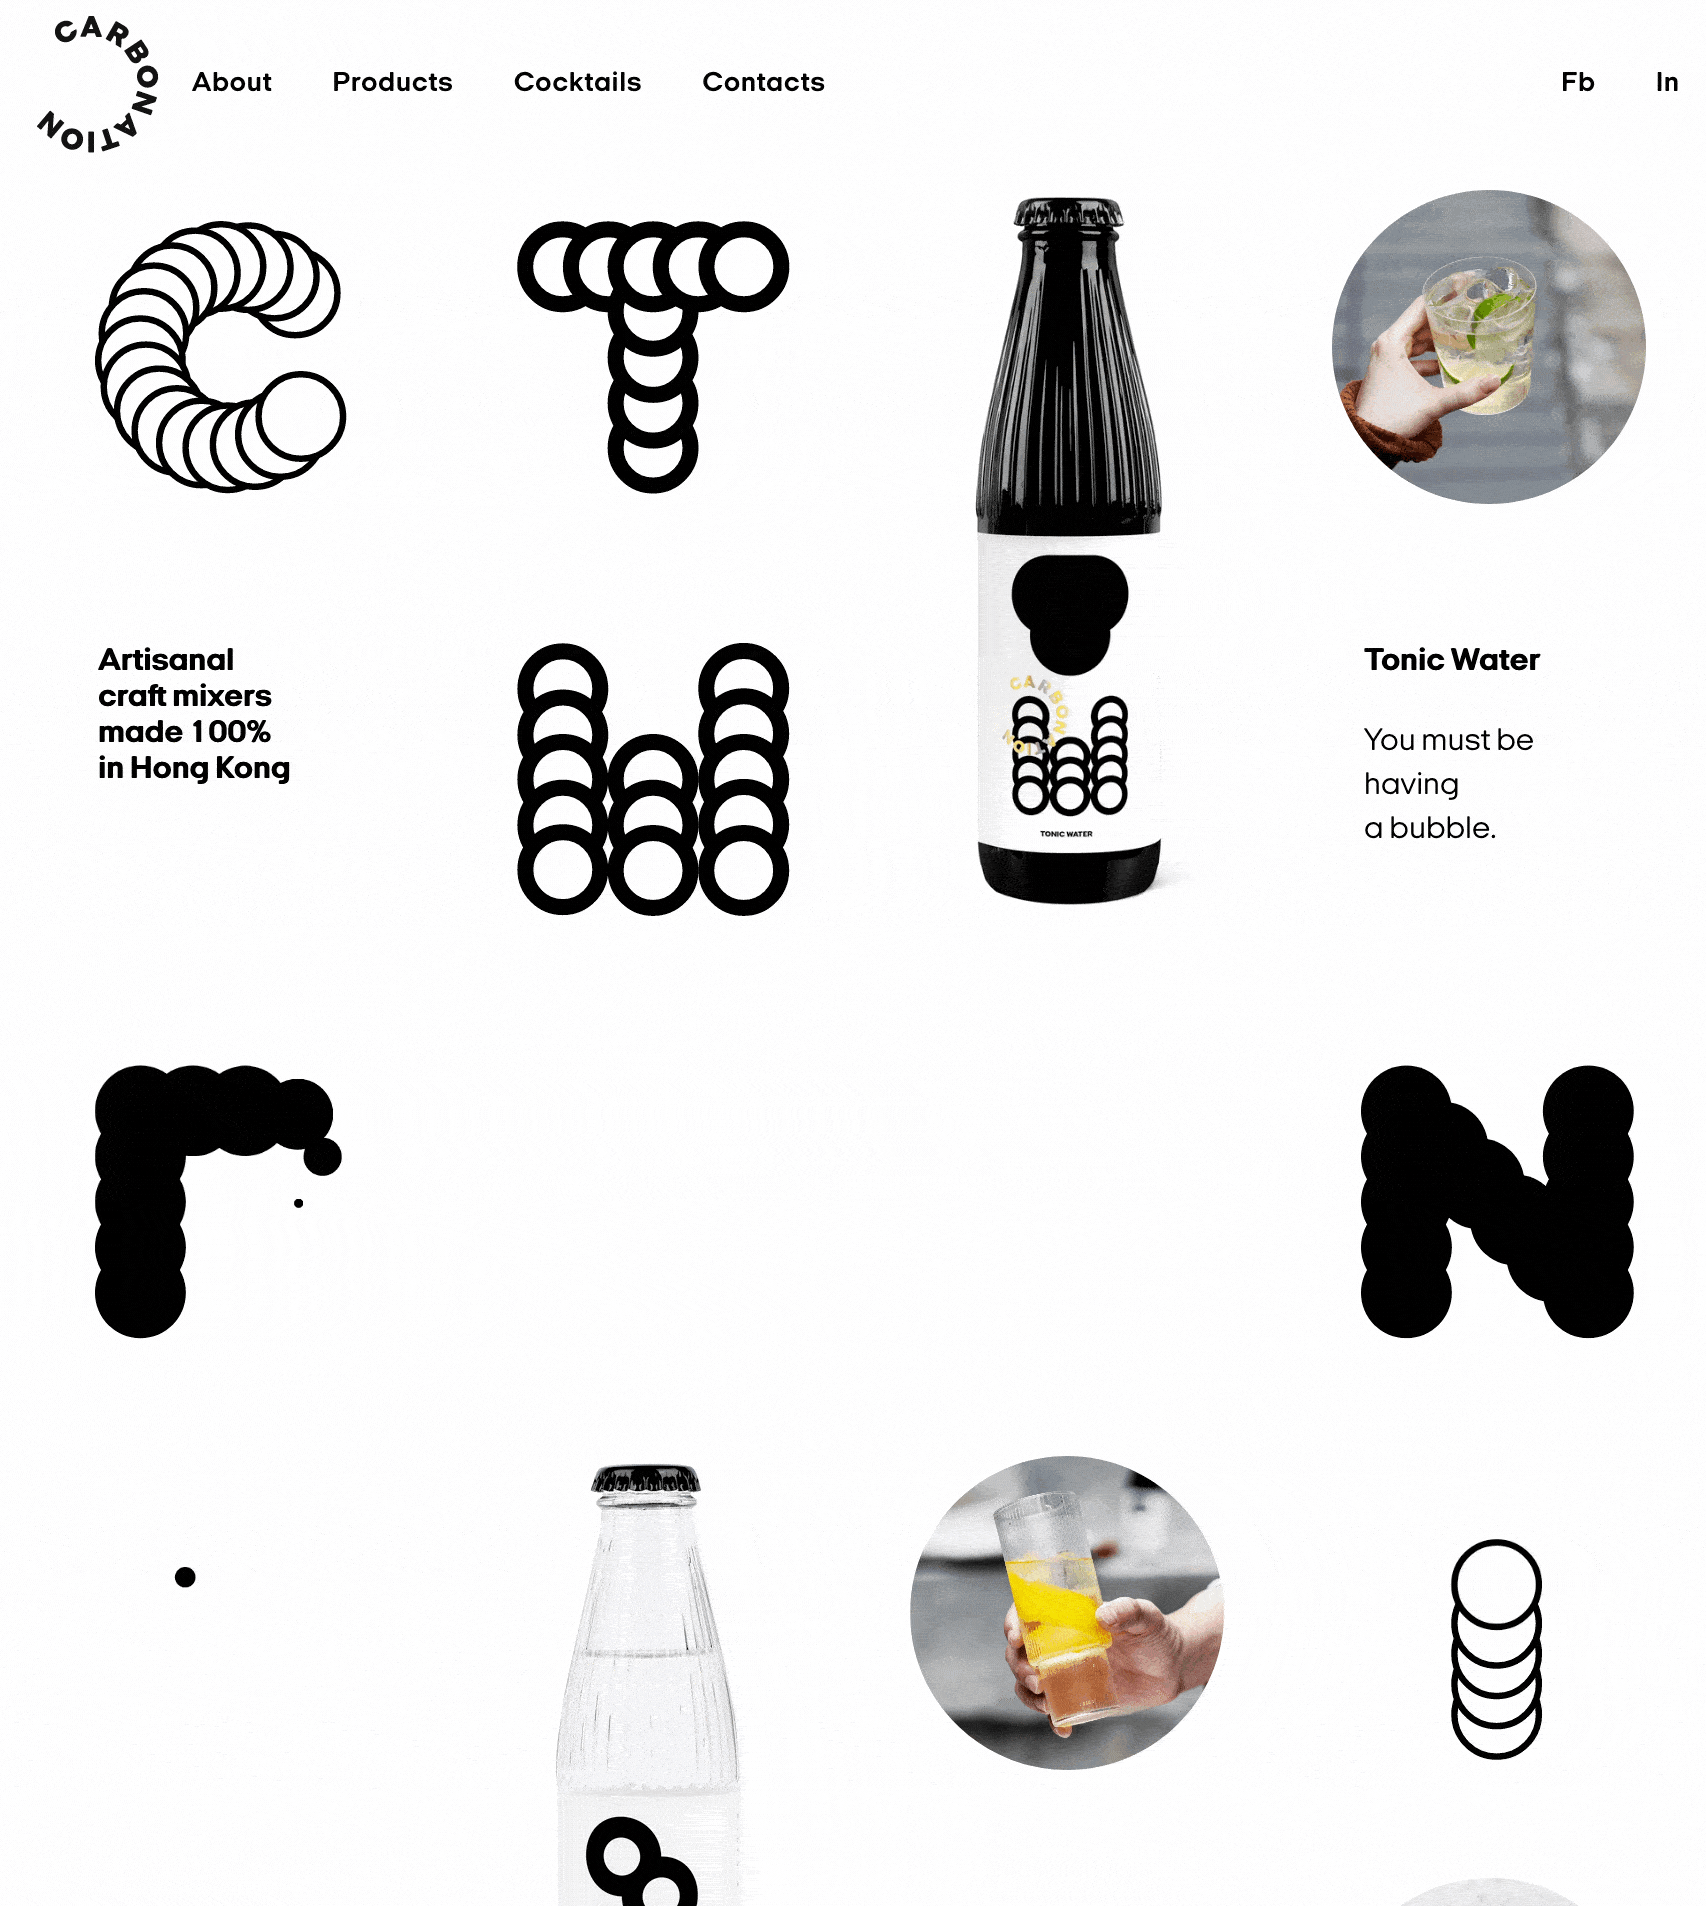 CARBONATION
About Products Cocktails Contacts Fb In
C T
Artisanal
craft mixers
made 100%
in Hong Kong
W
CARBONATION
W
TONIC WATER
Tonic Water
You must be
having
a bubble.
N